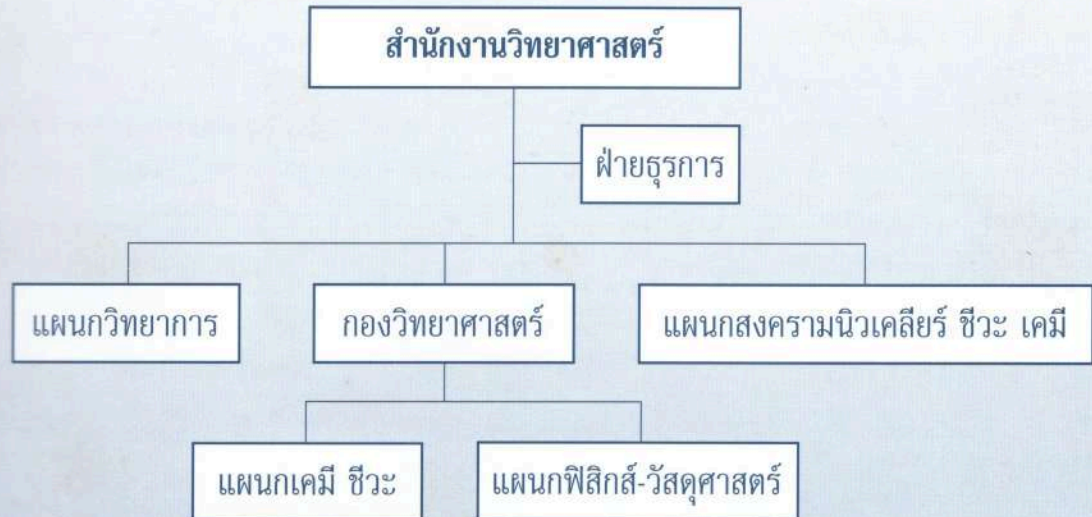 สำนักงานวิทยาศาสตร์
ฝ่ายธุรการ
แผนกวิทยาการ
กองวิทยาศาสตร์
แผนกสงครามนิวเคลียร์ ชีวะ เคมี
แผนกเคมี ชีวะ
แผนกฟิสิกส์-วัสดุศาสตร์